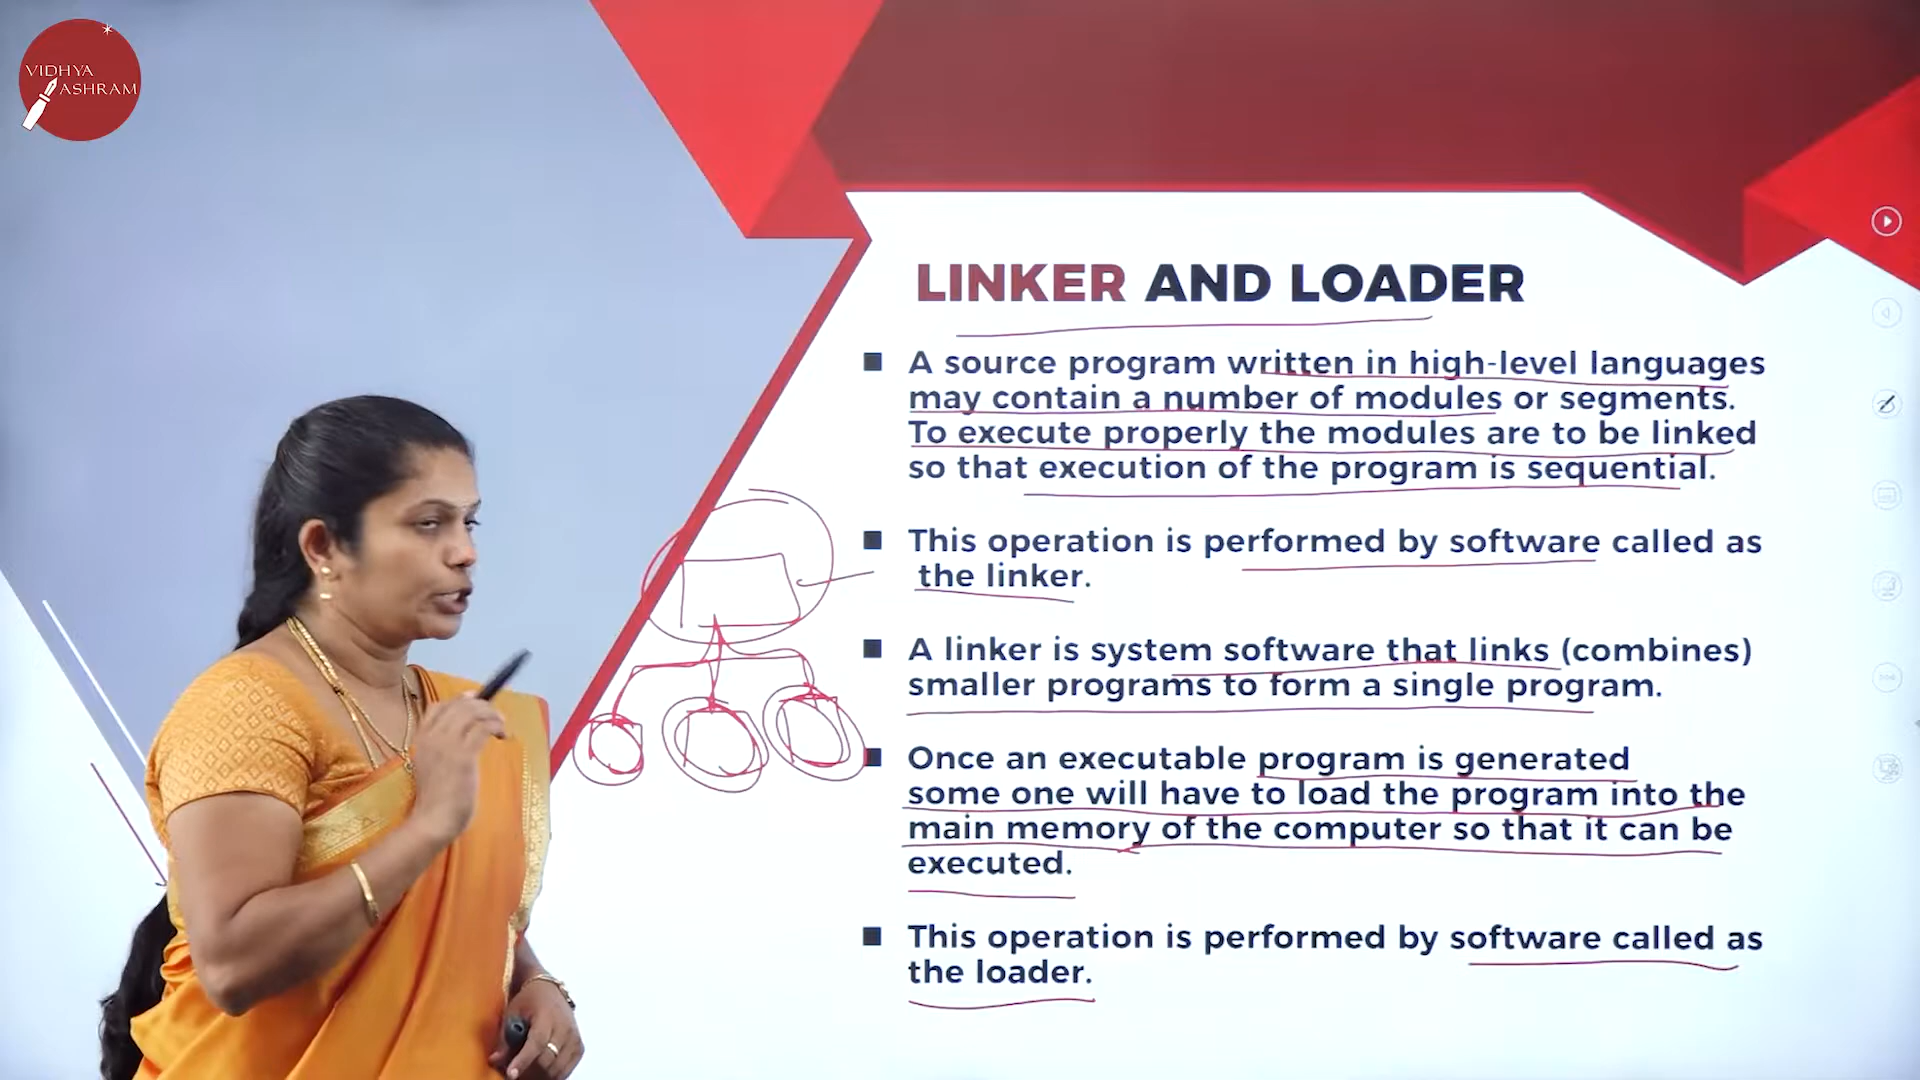 VIDHYA
ASHRAM
LINKER AND LOADER
A source program written in high-level languages
may contain a number of modules or segments.
To execute properly the modules are to be linked
so that execution of the program is sequential.
This operation is performed by software called as
the linker.
A linker is system software that links (combines)
smaller programs to form a single program.
Once an executable program is generated
some one will have to load the program into the
main memory of the computer so that it can be
executed.
This operation is performed by software called as
the loader.